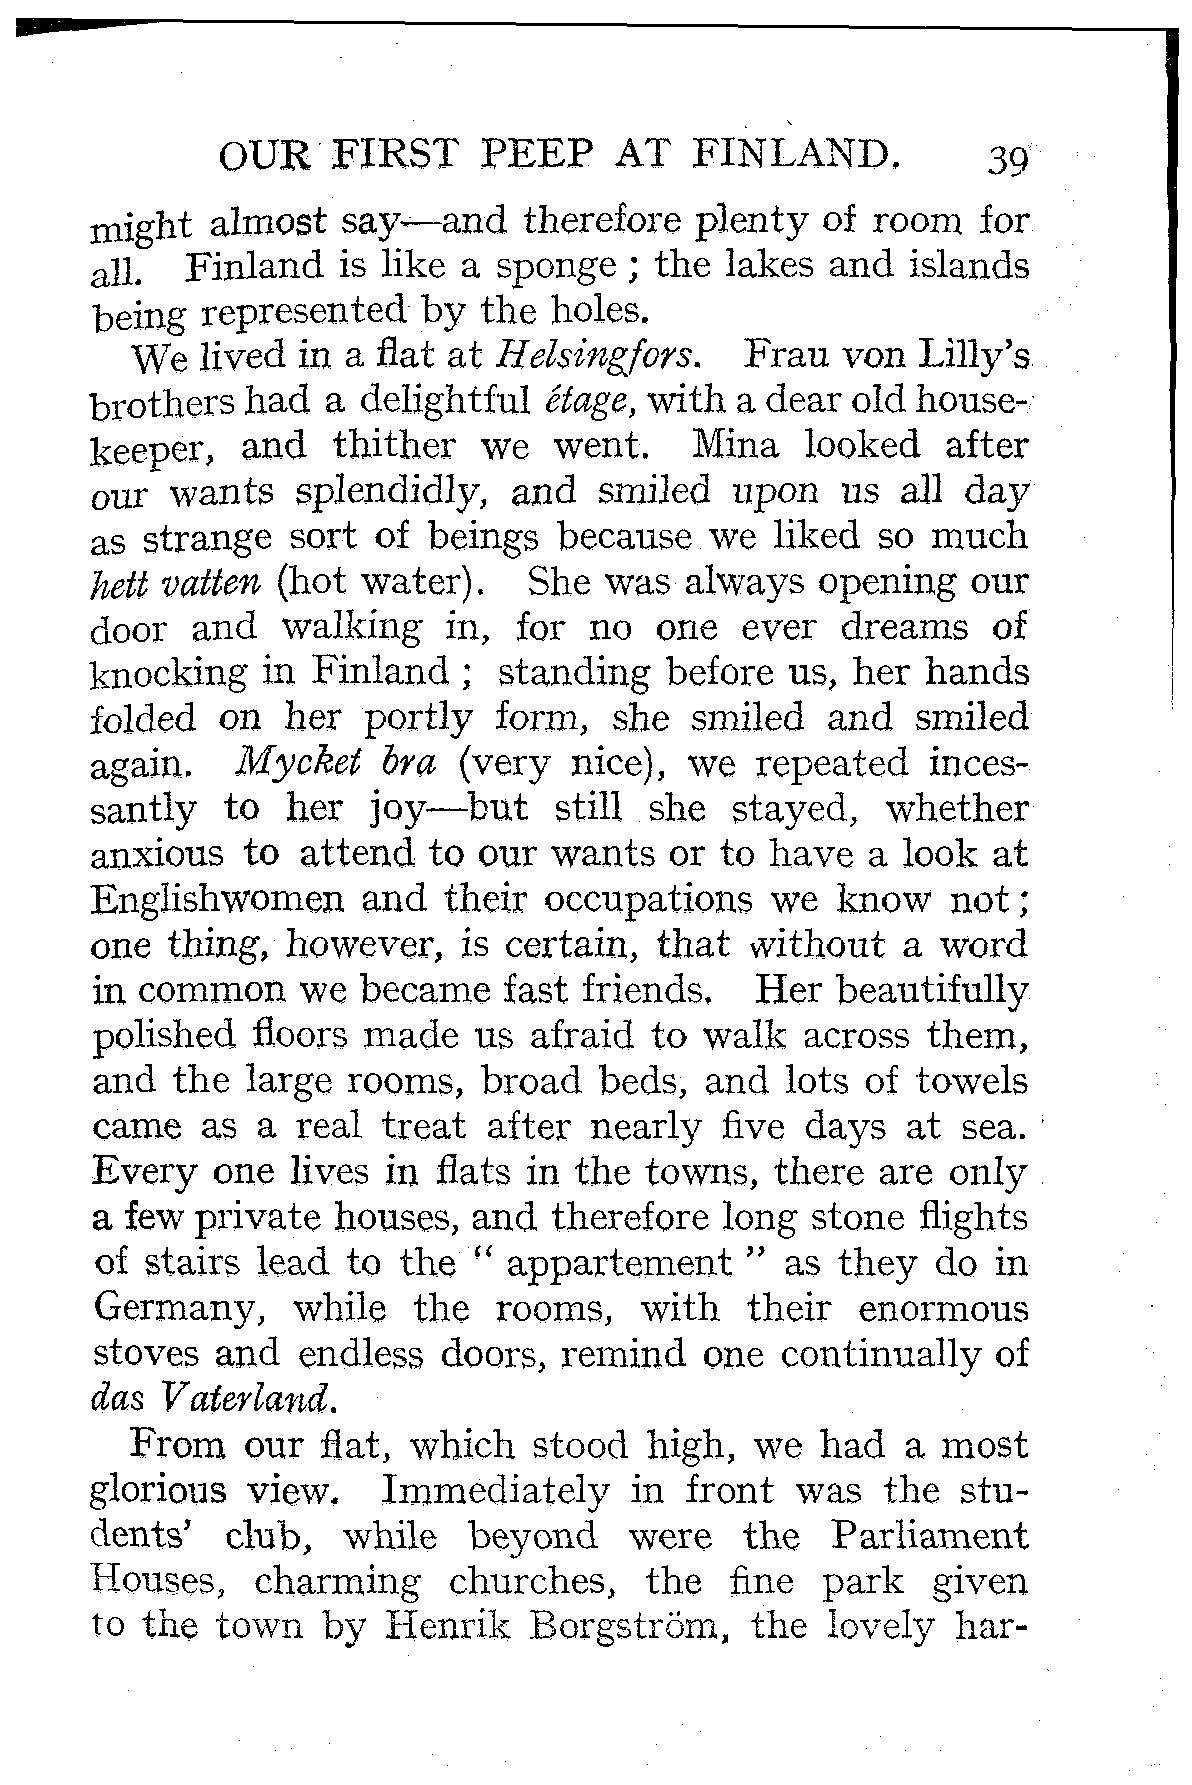 OUR FIRST PEEP AT FINLAND. 39
might almost say—and therefore plenty of room for
all. Finland is like a sponge ; the lakes and islands
being represented by the holes.
We lived in a flat at Helsingfors. Frau von Lilly's
brothers had a delightful étage, with a dear old house-
keeper, and thither we went. Mina looked after
our wants splendidly, and smiled upon us all day
as strange sort of beings because we liked so much
hett vatten (hot water). She was always opening our
door and walking in, for no one ever dreams of
knocking in Finland ; standing before us, her hands
folded on her portly form, she smiled and smiled
again. Mycket bra (very nice), we repeated inces-
santly to her joy—but still she stayed, whether
anxious to attend to our wants or to have a look at
Englishwomen and their occupations we know not ;
one thing, however, is certain, that without a word
in common we became fast friends. Her beautifully
polished floors made us afraid to walk across them,
and the large rooms, broad beds, and lots of towels
came as a real treat after nearly five days at sea.
Every one lives in flats in the towns, there are only
a few private houses, and therefore long stone flights
of stairs lead to the " appartement " as they do in
Germany, while the rooms, with their enormous
stoves and endless doors, remind one continually of
das Vaterland.
From our flat, which stood high, we had a most
glorious view. Immediately in front was the stu-
dents' club, while beyond were the Parliament
Houses, charming churches, the fine park given
to the town by Henrik Borgström, the lovely har-